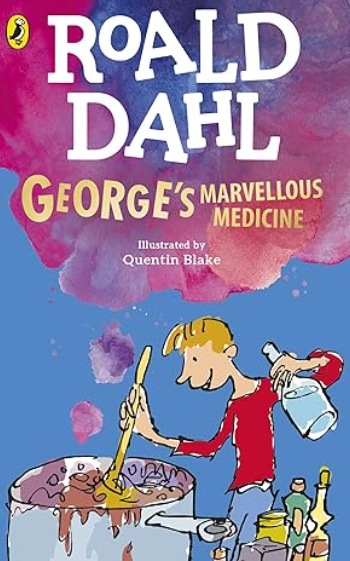 ROALD
DAHL
GEORGE'S MARVELLOUS
MEDICINE
Illustrated by
Quentin Blake